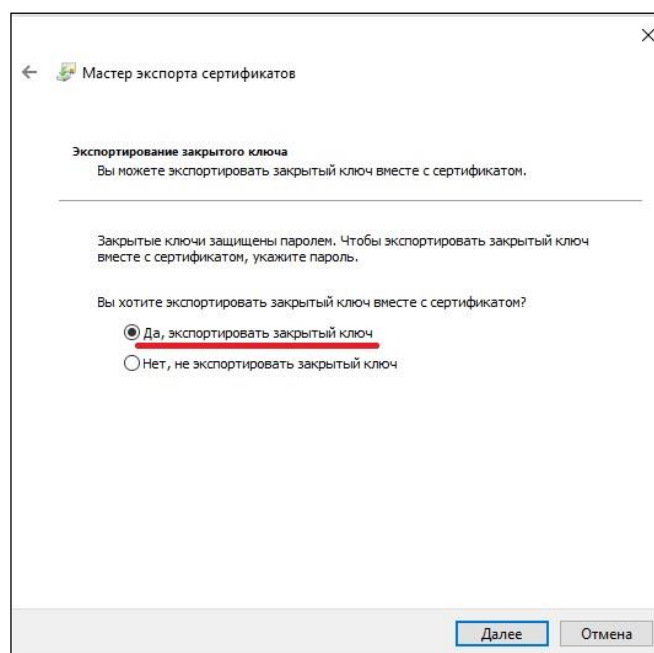 Мастер экспорта сертификатов
Экспортирование закрытого ключа
Вы можете экспортировать закрытый ключ вместе с сертификатом.
Закрытые ключи защищены паролем. Чтобы экспортировать закрытый ключ
вместе с сертификатом, укажите пароль.
Вы хотите экспортировать закрытый ключ вместе с сертификатом?
Да, экспортировать закрытый ключ
Нет, не экспортировать закрытый ключ
Далее Отмена